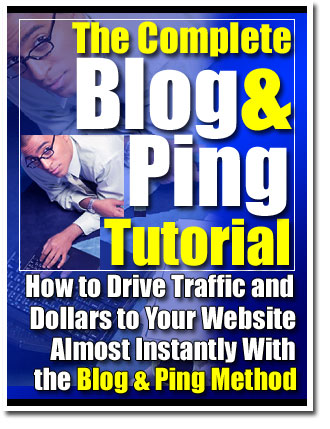 The Complete
Blog&
Ping
Tutorial
How to Drive Traffic and
Dollars to Your Website
Almost Instantly With
the Blog & Ping Method